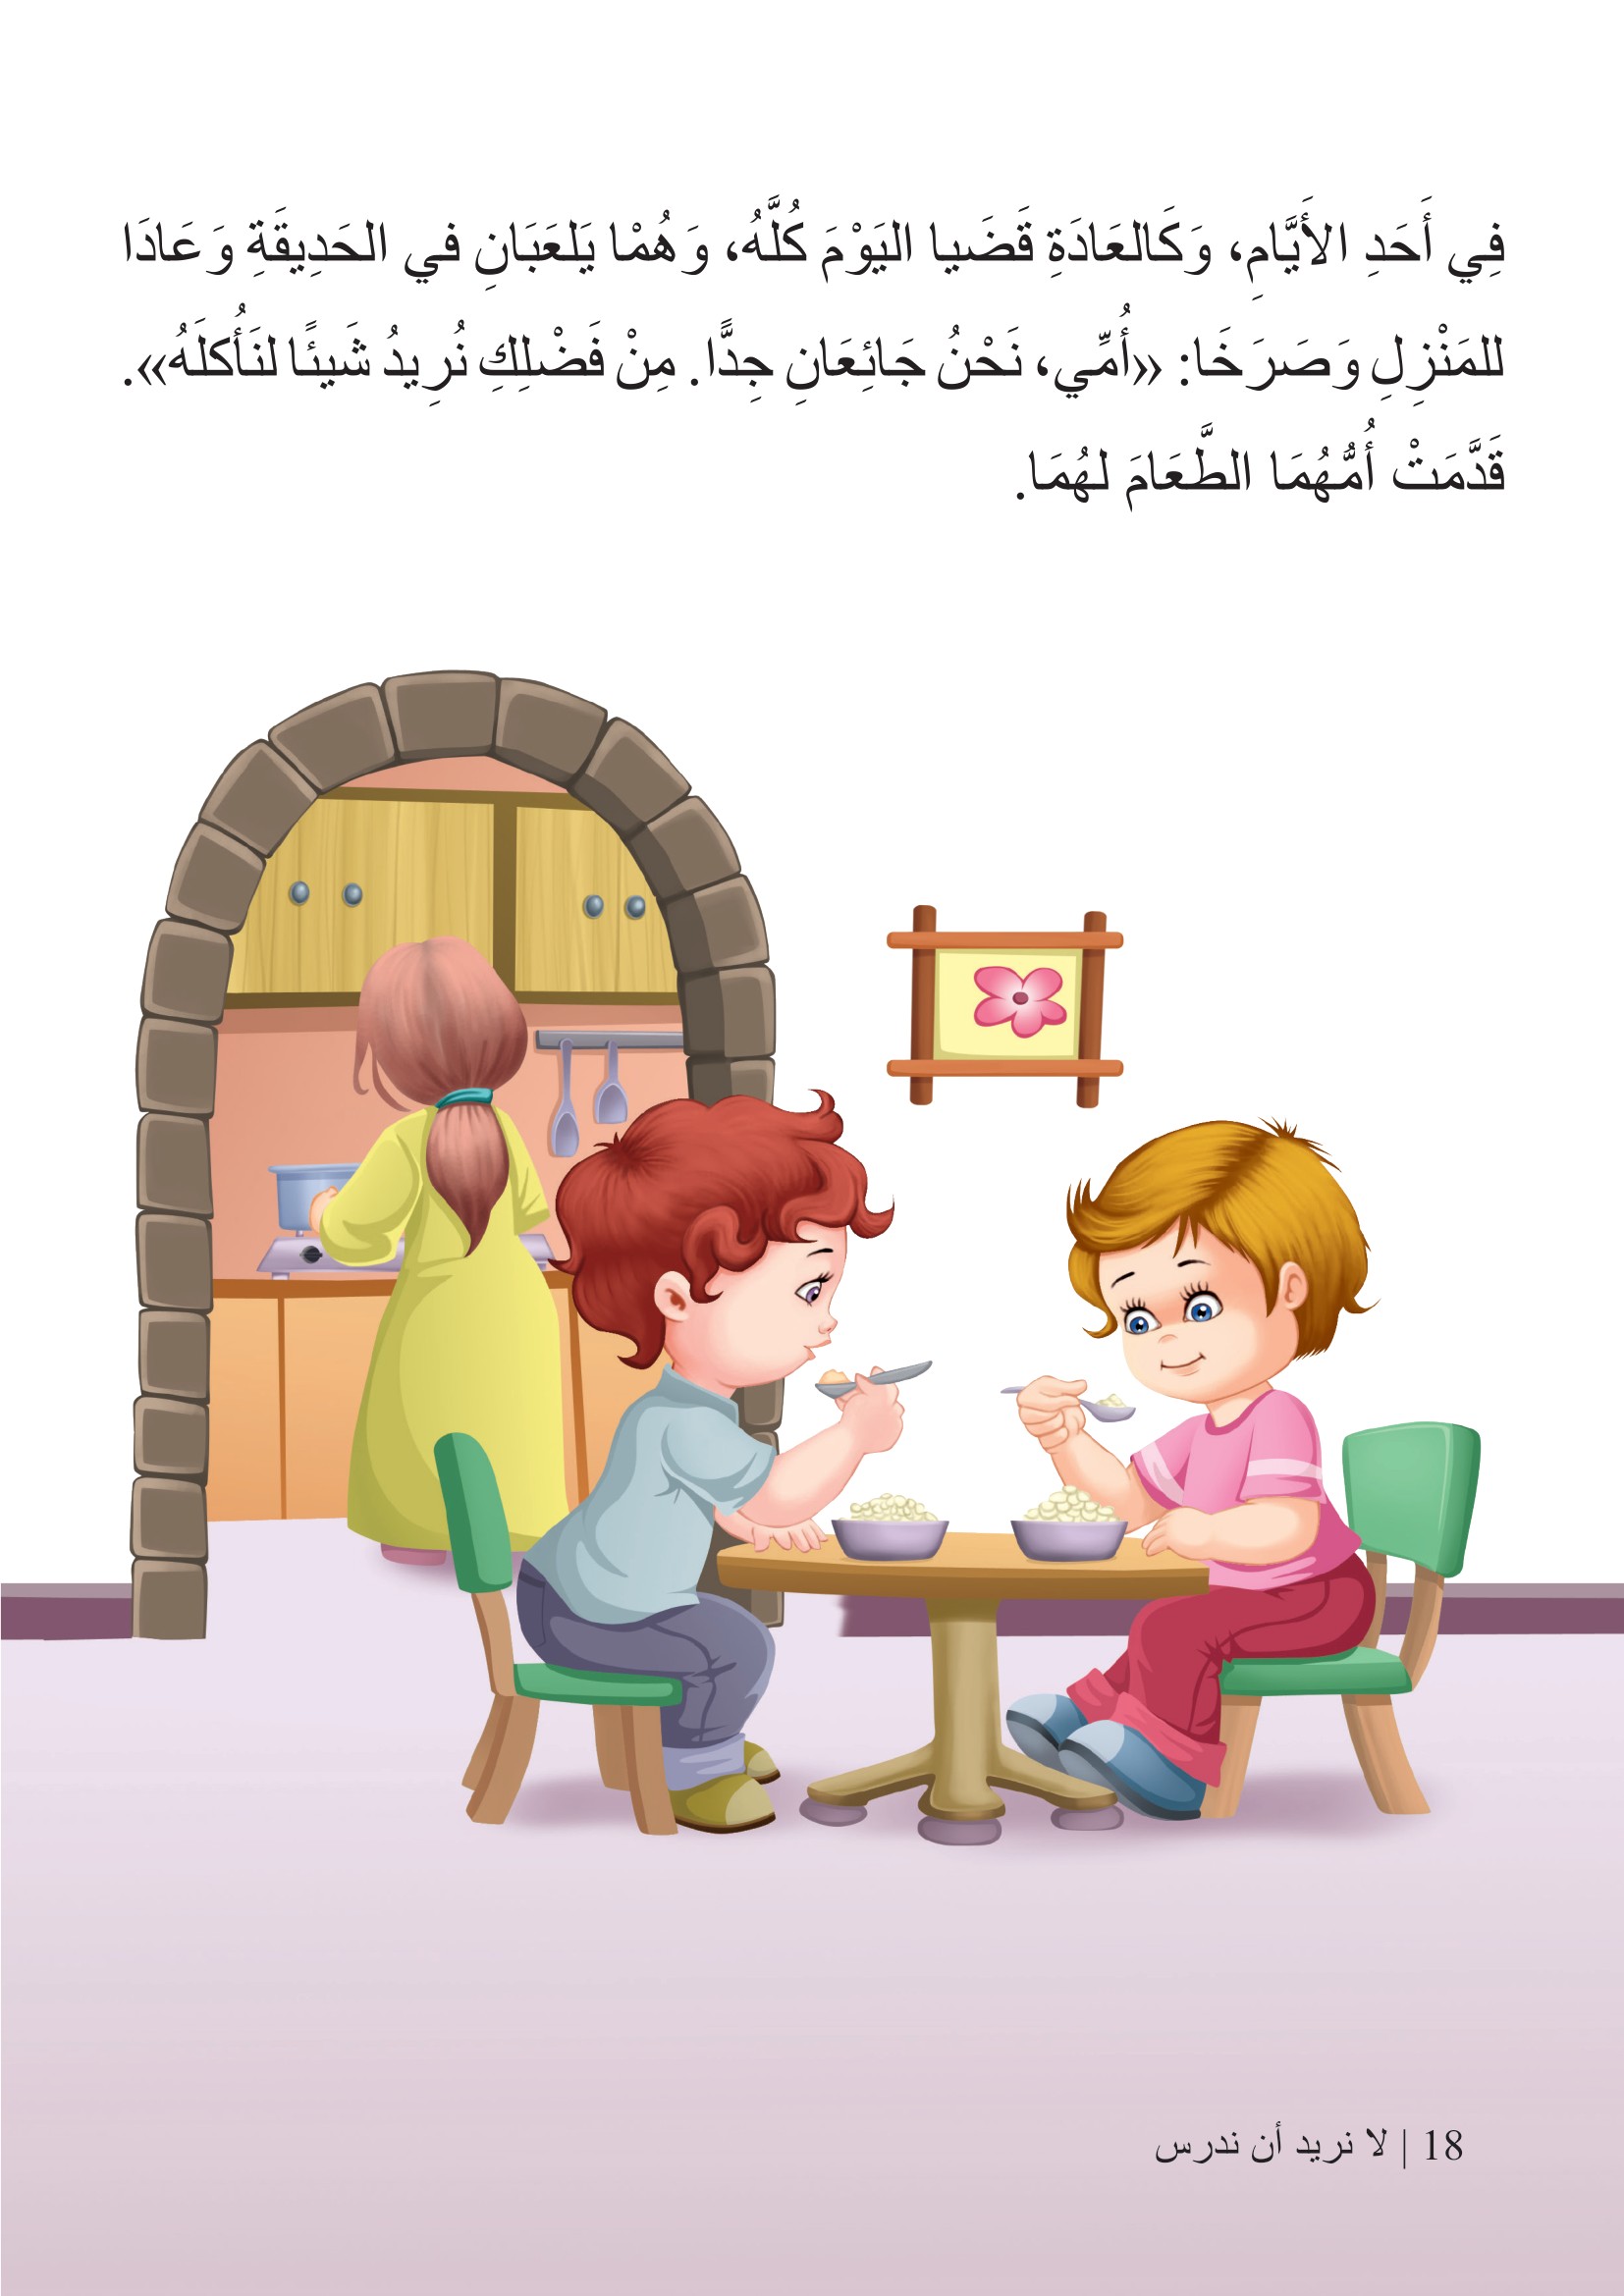 فِي أَحَدِ الأَيَّامِ، وَكَالعَادَةِ قَضَيا اليَوْمَ كُلَّهُ، وَهُمْا يَلعَبَانِ في الحَدِيقَةِ وَعَادَا
للمَنْزِلِ وَصَرَخَا: «أُمِّي، نَحْنُ جَائِعَانِ جِدًّا. مِنْ فَضْلِكِ نُرِيدُ شَيئًا لنَأُكلَهُ».
قَدَّمَتْ أُمُّهُمَا الطَّعَامَ لهُمَا.
18 | لا نريد أن ندرس